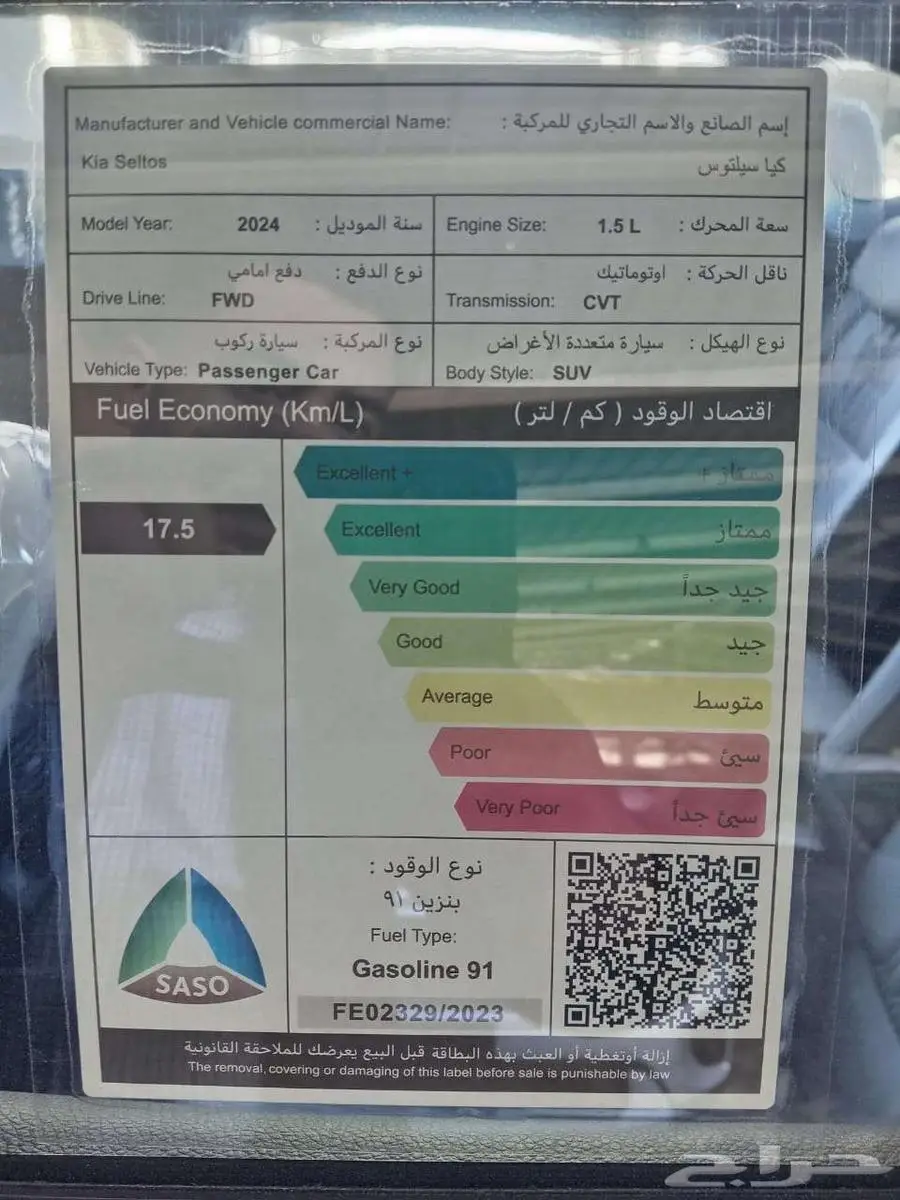 Manufacturer and Vehicle commercial Name: إسم الصانع والاسم التجاري للمركبة :
Kia Seltos كيا سيلتوس
Model Year: 2024 سنة الموديل :
Engine Size: 1.5 L سعة المحرك :
نوع الدفع : دفع امامي
Drive Line: FWD
ناقل الحركة : اوتوماتيك
Transmission: CVT
نوع المركبة : سيارة ركوب
Vehicle Type: Passenger Car
نوع الهيكل : سيارة متعددة الأغراض
Body Style: SUV
Fuel Economy (Km/L) اقتصاد الوقود ( كم / لتر )
17.5
Excellent + ممتاز +
Excellent ممتاز
Very Good جيد جداً
Good جيد
Average متوسط
Poor سيئ
Very Poor سيئ جداً
SASO
نوع الوقود :
بنزين ٩١
Fuel Type:
Gasoline 91
FE02329/2023
إزالة أوتغطية أو العبث بهذه البطاقة قبل البيع يعرضك للملاحقة القانونية
The removal, covering or damaging of this label before sale is punishable by law
حراج